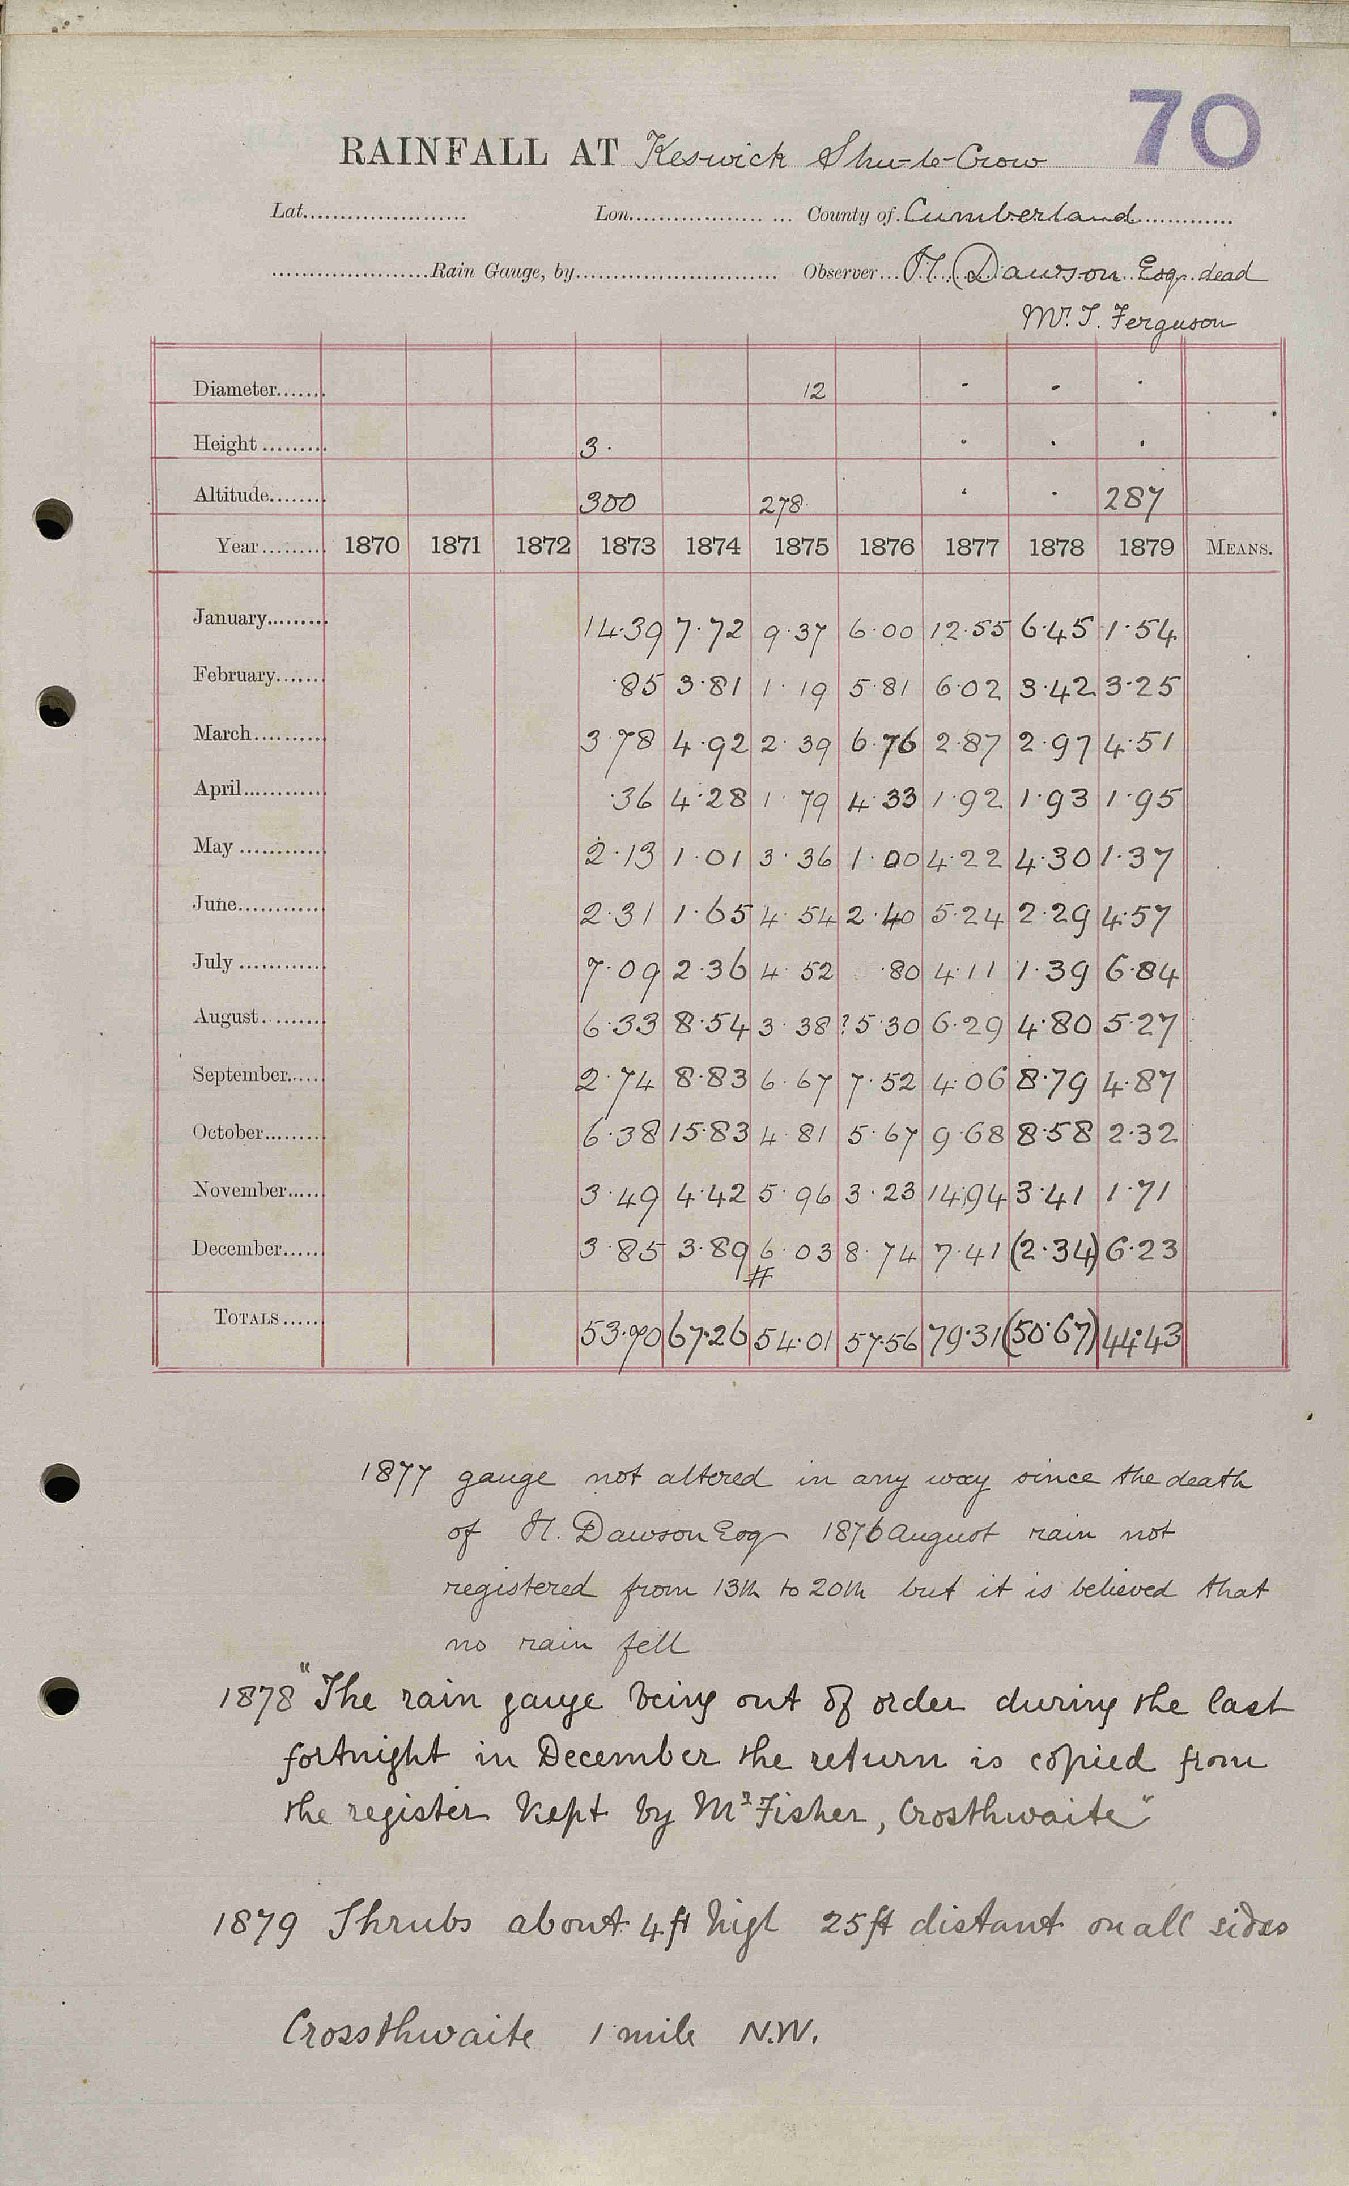 70
RAINFALL AT Keswick Shu-le-Crow
Lat. Lon. County of Cumberland
Rain Gauge, by Observer H. Dawson Esq. dead
Mr. T. Ferguson
Diameter 12 · · ·
Height 3· · · ·
Altitude 300 278 · · 287
Year 1870 1871 1872 1873 1874 1875 1876 1877 1878 1879 MEANS.
January 14·39 7·72 9·37 6·00 12·55 6·45 1·54
February ·85 3·81 1·19 5·81 6·02 3·42 3·25
March 3·78 4·92 2·39 6·76 2·87 2·97 4·51
April ·36 4·28 1·79 4·33 1·92 1·93 1·95
May 2·13 1·01 3·36 1·00 4·22 4·30 1·37
June 2·31 1·65 4·54 2·40 5·24 2·29 4·57
July 7·09 2·36 4·52 ·80 4·11 1·39 6·84
August 6·33 8·54 3·38 ?5·30 6·29 4·80 5·27
September 2·74 8·83 6·67 7·52 4·06 8·79 4·87
October 6·38 15·83 4·81 5·67 9·68 8·58 2·32
November 3·49 4·42 5·96 3·23 14·94 3·41 1·71
December 3·85 3·89 6·03 8·74 7·41 (2·34) 6·23
#
TOTALS 53·70 67·26 54·01 57·56 79·31 (50·67) 44·43
1877 gauge not altered in any way since the death
of H. Dawson Esq 1876 August rain not
registered from 13th to 20th but it is believed that
no rain fell
1878 "The rain gauge being out of order during the last
fortnight in December the return is copied from
the register kept by Mr Fisher, Crosthwaite"
1879 Shrubs about 4 ft high 25 ft distant on all sides
Crossthwaite 1 mile N.W.